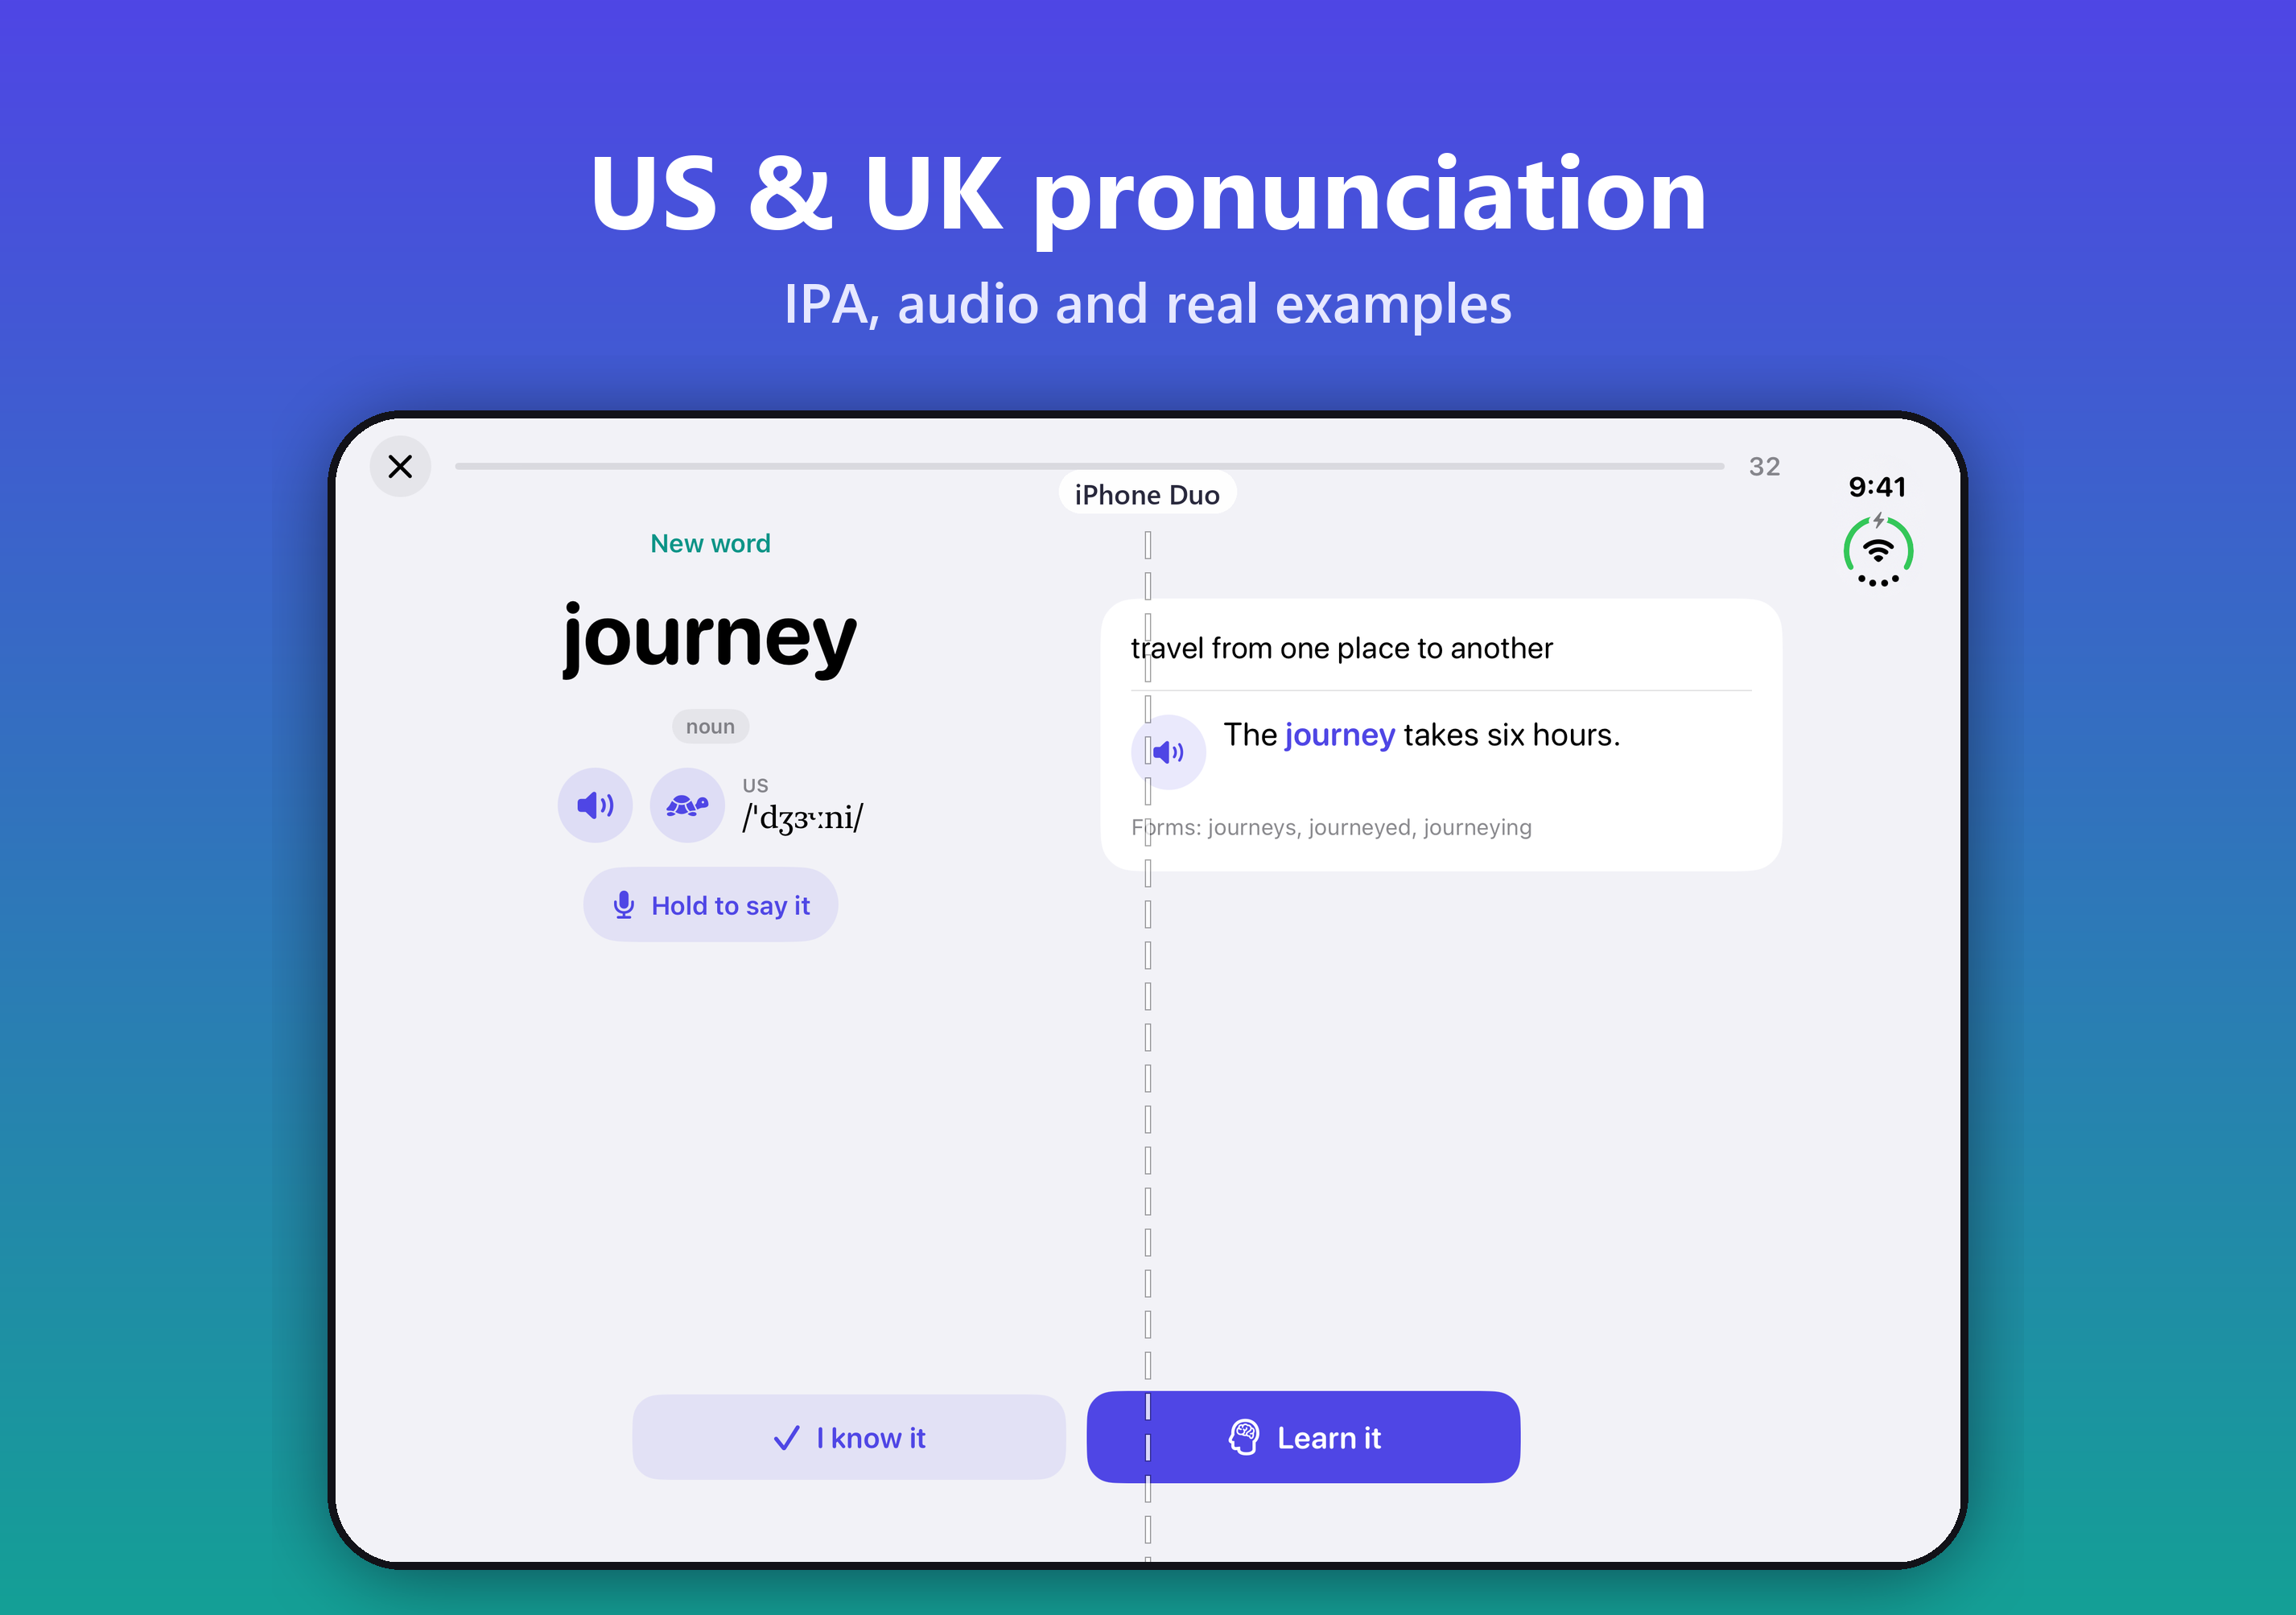 US & UK pronunciation
IPA, audio and real examples
32
9:41
iPhone Duo
New word
journey
noun
US
/ˈdʒɝːni/
Hold to say it
travel from one place to another
The journey takes six hours.
Forms: journeys, journeyed, journeying
I know it
Learn it